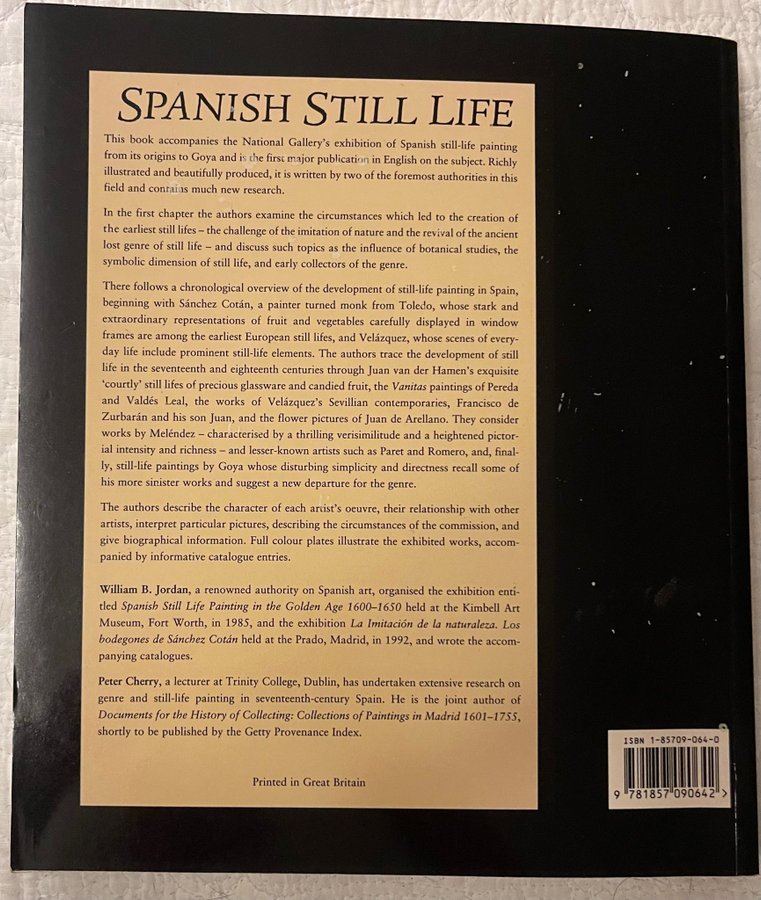 SPANISH STILL LIFE
This book accompanies the National Gallery's exhibition of Spanish still-life painting
from its origins to Goya and is the first major publication in English on the subject. Richly
illustrated and beautifully produced, it is written by two of the foremost authorities in this
field and contains much new research.
In the first chapter the authors examine the circumstances which led to the creation of
the earliest still lifes – the challenge of the imitation of nature and the revival of the ancient
lost genre of still life – and discuss such topics as the influence of botanical studies, the
symbolic dimension of still life, and early collectors of the genre.
There follows a chronological overview of the development of still-life painting in Spain,
beginning with Sánchez Cotán, a painter turned monk from Toledo, whose stark and
extraordinary representations of fruit and vegetables carefully displayed in window
frames are among the earliest European still lifes, and Velázquez, whose scenes of every-
day life include prominent still-life elements. The authors trace the development of still
life in the seventeenth and eighteenth centuries through Juan van der Hamen's exquisite
'courtly' still lifes of precious glassware and candied fruit, the Vanitas paintings of Pereda
and Valdés Leal, the works of Velázquez's Sevillian contemporaries, Francisco de
Zurbarán and his son Juan, and the flower pictures of Juan de Arellano. They consider
works by Meléndez – characterised by a thrilling verisimilitude and a heightened pictor-
ial intensity and richness – and lesser-known artists such as Paret and Romero, and, final-
ly, still-life paintings by Goya whose disturbing simplicity and directness recall some of
his more sinister works and suggest a new departure for the genre.
The authors describe the character of each artist's oeuvre, their relationship with other
artists, interpret particular pictures, describing the circumstances of the commission, and
give biographical information. Full colour plates illustrate the exhibited works, accom-
panied by informative catalogue entries.
William B. Jordan, a renowned authority on Spanish art, organised the exhibition enti-
tled Spanish Still Life Painting in the Golden Age 1600–1650 held at the Kimbell Art
Museum, Fort Worth, in 1985, and the exhibition La Imitación de la naturaleza. Los
bodegones de Sánchez Cotán held at the Prado, Madrid, in 1992, and wrote the accom-
panying catalogues.
Peter Cherry, a lecturer at Trinity College, Dublin, has undertaken extensive research on
genre and still-life painting in seventeenth-century Spain. He is the joint author of
Documents for the History of Collecting: Collections of Paintings in Madrid 1601–1755,
shortly to be published by the Getty Provenance Index.
Printed in Great Britain
ISBN 1-85709-064-0
9 781857 090642 >